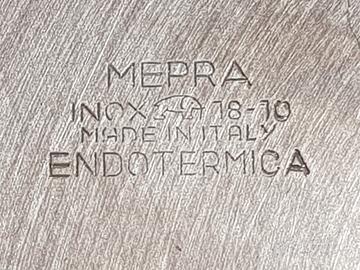 MEPRA
INOX 18-10
MADE IN ITALY
ENDOTERMICA